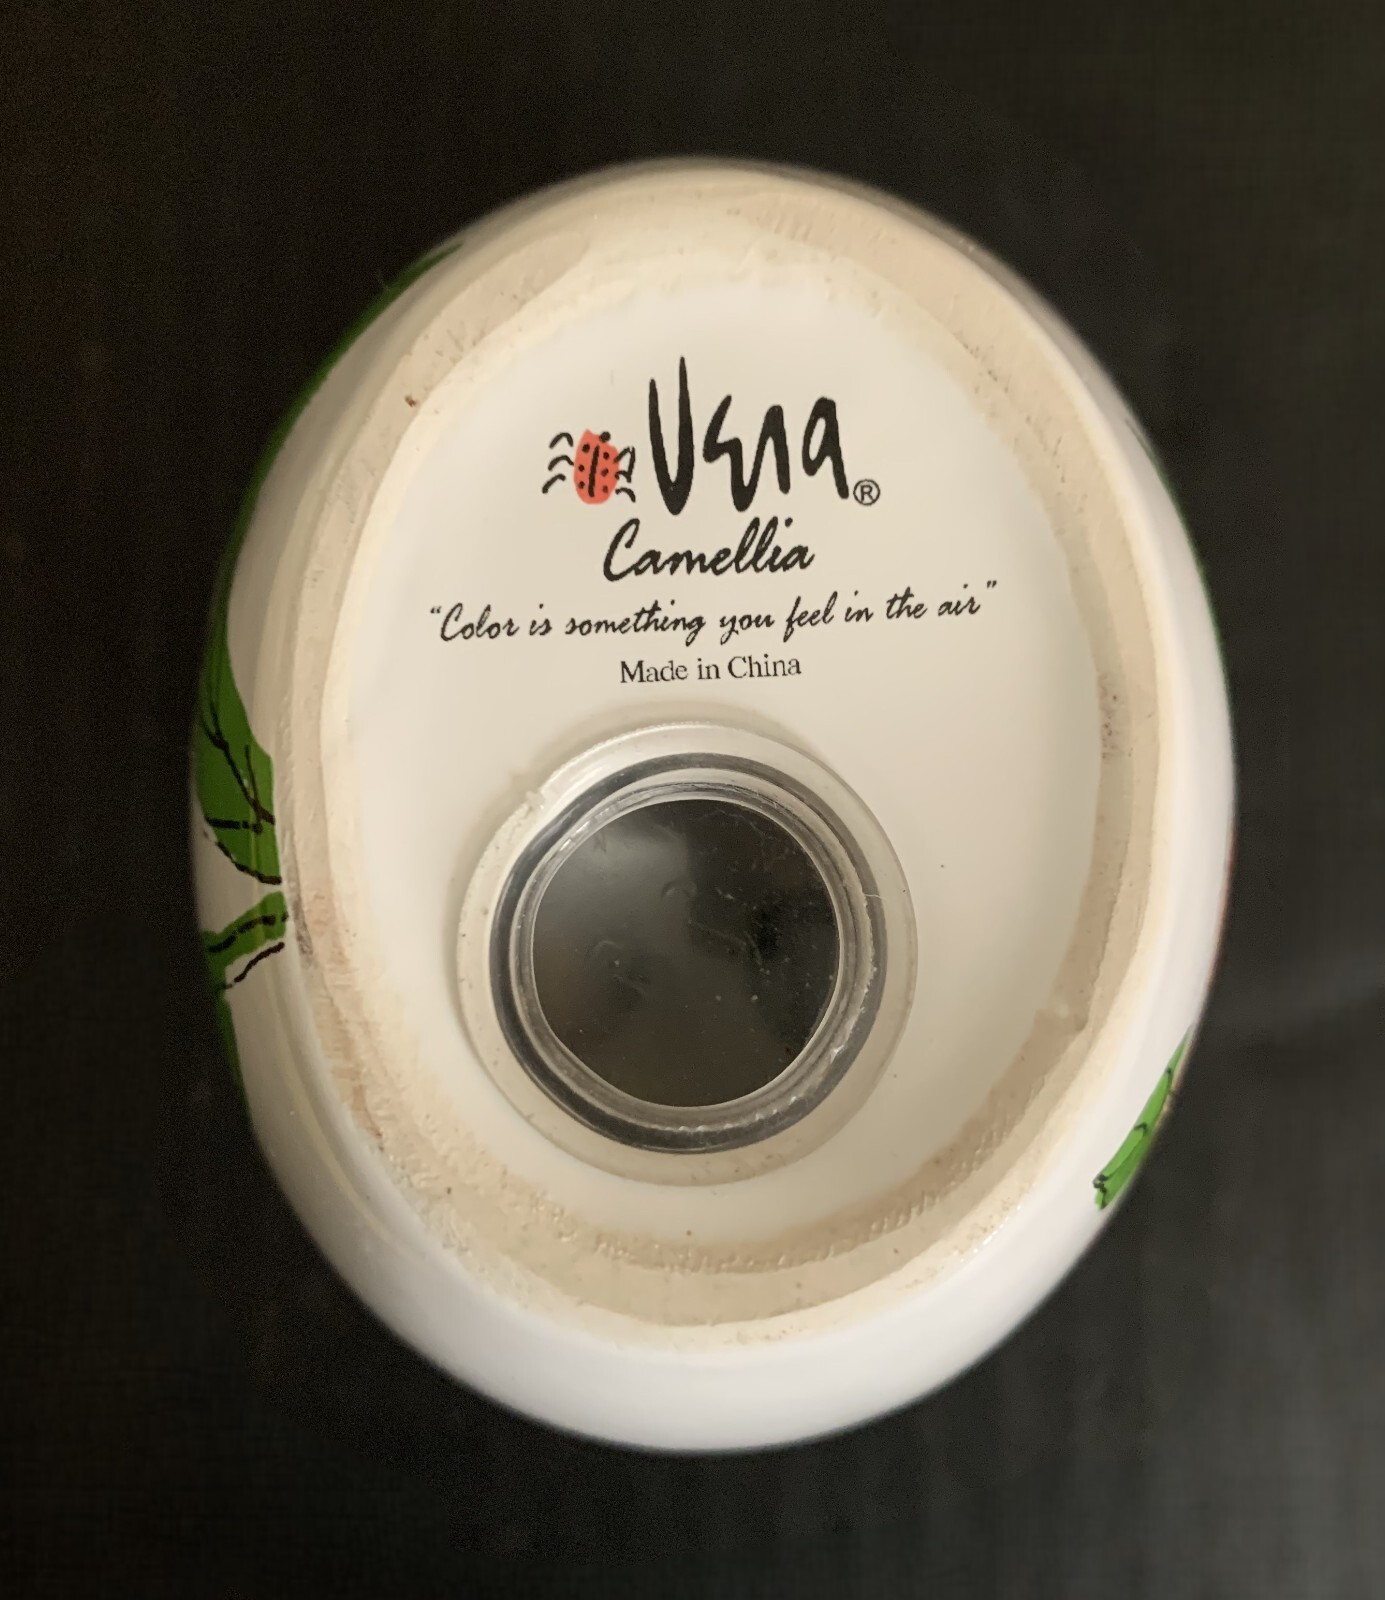 Vera®
Camellia
“Color is something you feel in the air”
Made in China